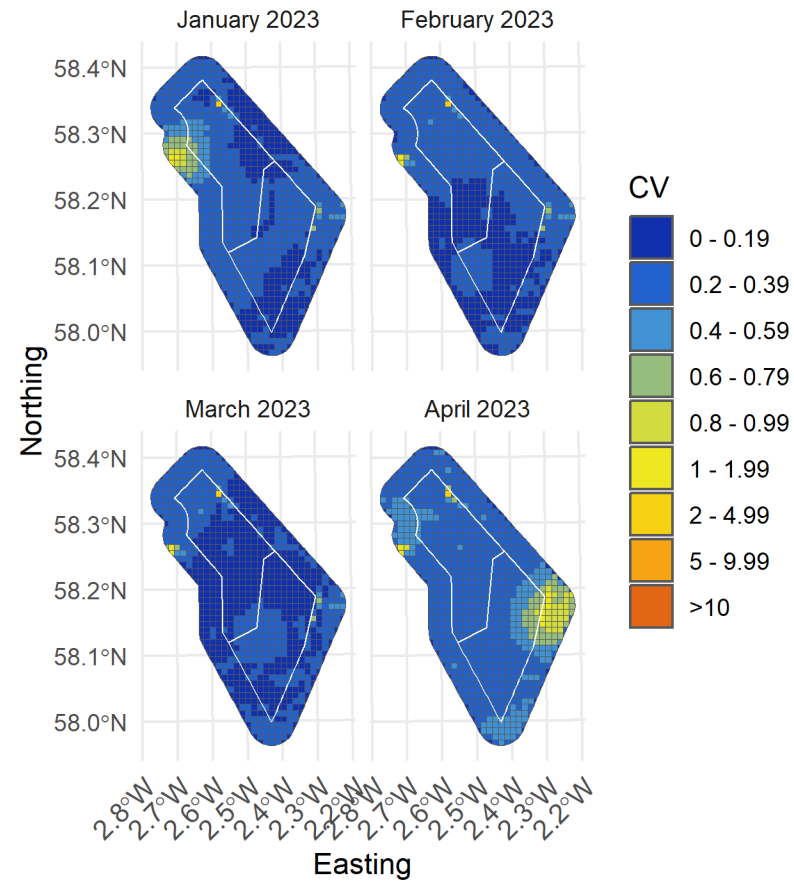 January 2023
February 2023
58.4°N
58.3°N
58.2°N
58.1°N
58.0°N
March 2023
April 2023
58.4°N
58.3°N
58.2°N
58.1°N
58.0°N
Northing
2.8°W
2.7°W
2.6°W
2.5°W
2.4°W
2.3°W
2.2°W
2.8°W
2.7°W
2.6°W
2.5°W
2.4°W
2.3°W
2.2°W
Easting
CV
0 - 0.19
0.2 - 0.39
0.4 - 0.59
0.6 - 0.79
0.8 - 0.99
1 - 1.99
2 - 4.99
5 - 9.99
>10